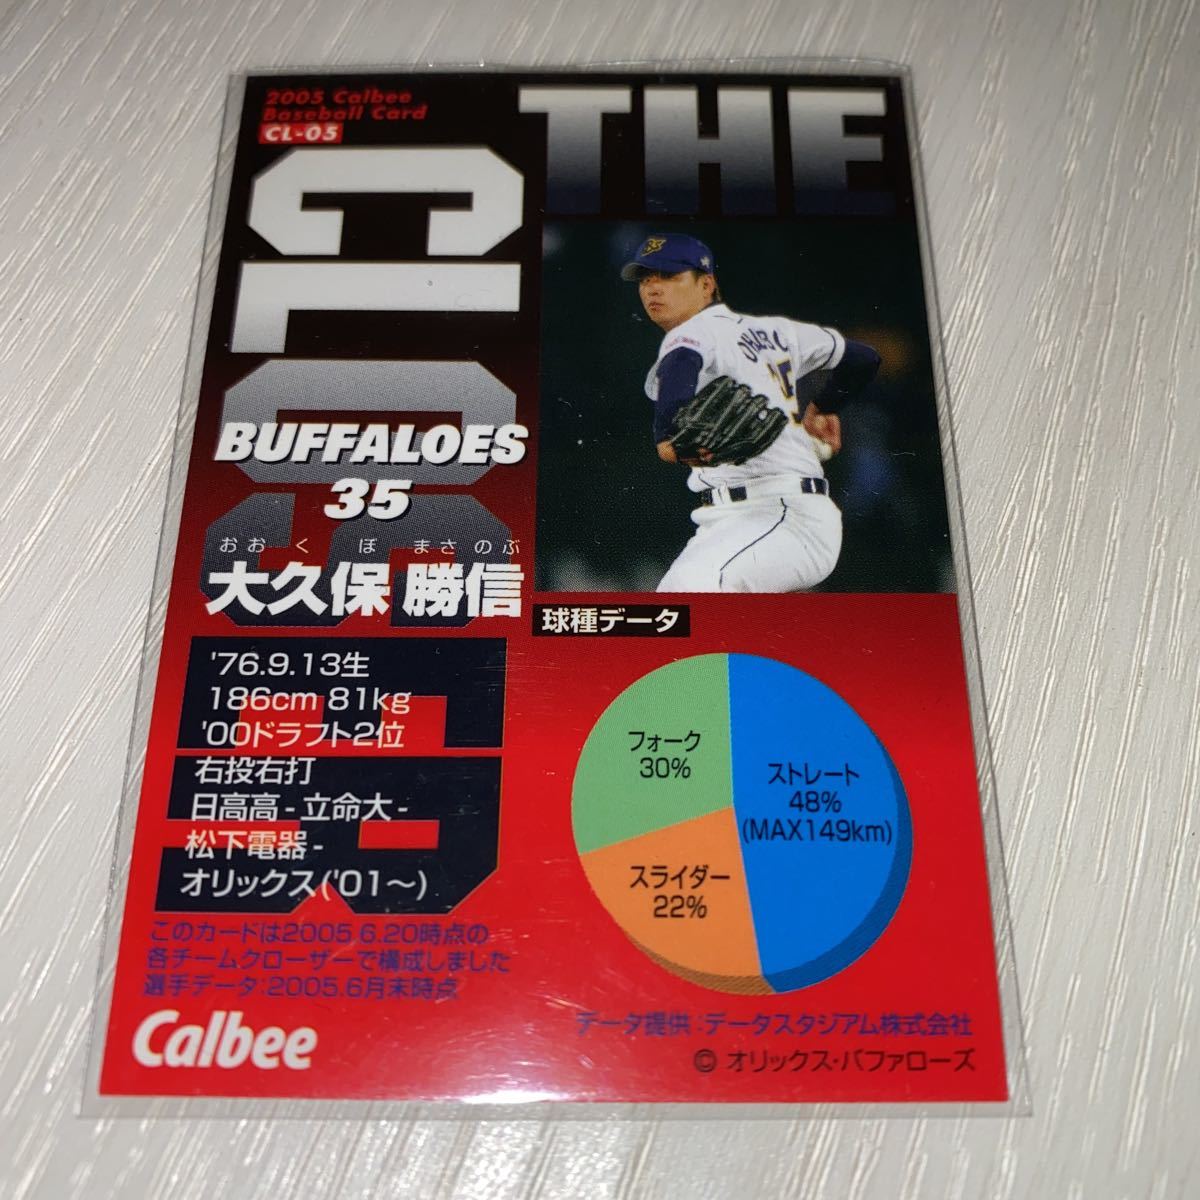 2005 Calbee
Baseball Card
CL-05
THE
CLOSER
BUFFALOES
35
おおくぼ まさのぶ
大久保 勝信
'76.9.13生
186cm 81kg
'00ドラフト2位
右投右打
日高高-立命大-
松下電器-
オリックス('01〜)
このカードは2005.6.20時点の
各チームクローザーで構成しました
選手データ:2005.6月末時点
Calbee
Bs
OHKUBO
35
球種データ
フォーク
30%
ストレート
48%
(MAX149km)
スライダー
22%
データ提供:データスタジアム株式会社
© オリックス・バファローズ